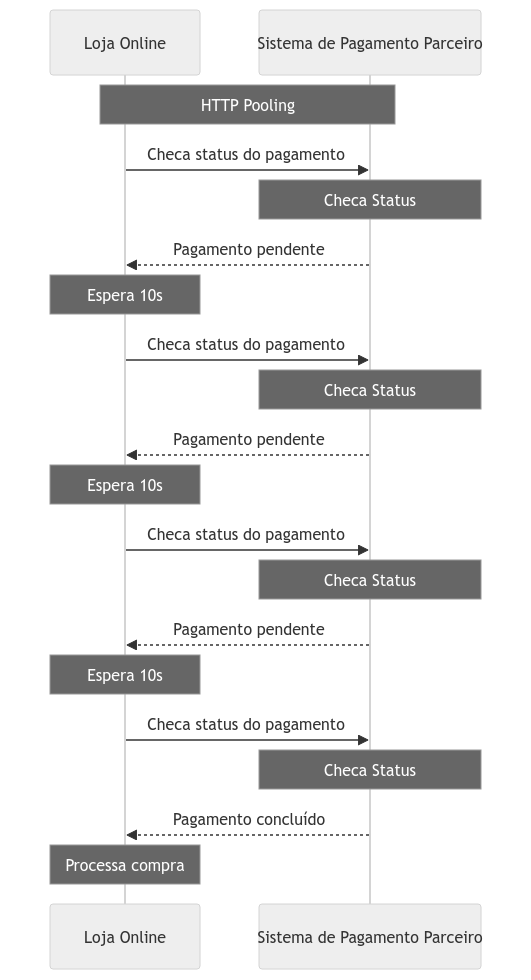 Loja Online
Sistema de Pagamento Parceiro
HTTP Pooling
Checa status do pagamento
Checa Status
Pagamento pendente
Espera 10s
Checa status do pagamento
Checa Status
Pagamento pendente
Espera 10s
Checa status do pagamento
Checa Status
Pagamento pendente
Espera 10s
Checa status do pagamento
Checa Status
Pagamento concluído
Processa compra
Loja Online
Sistema de Pagamento Parceiro